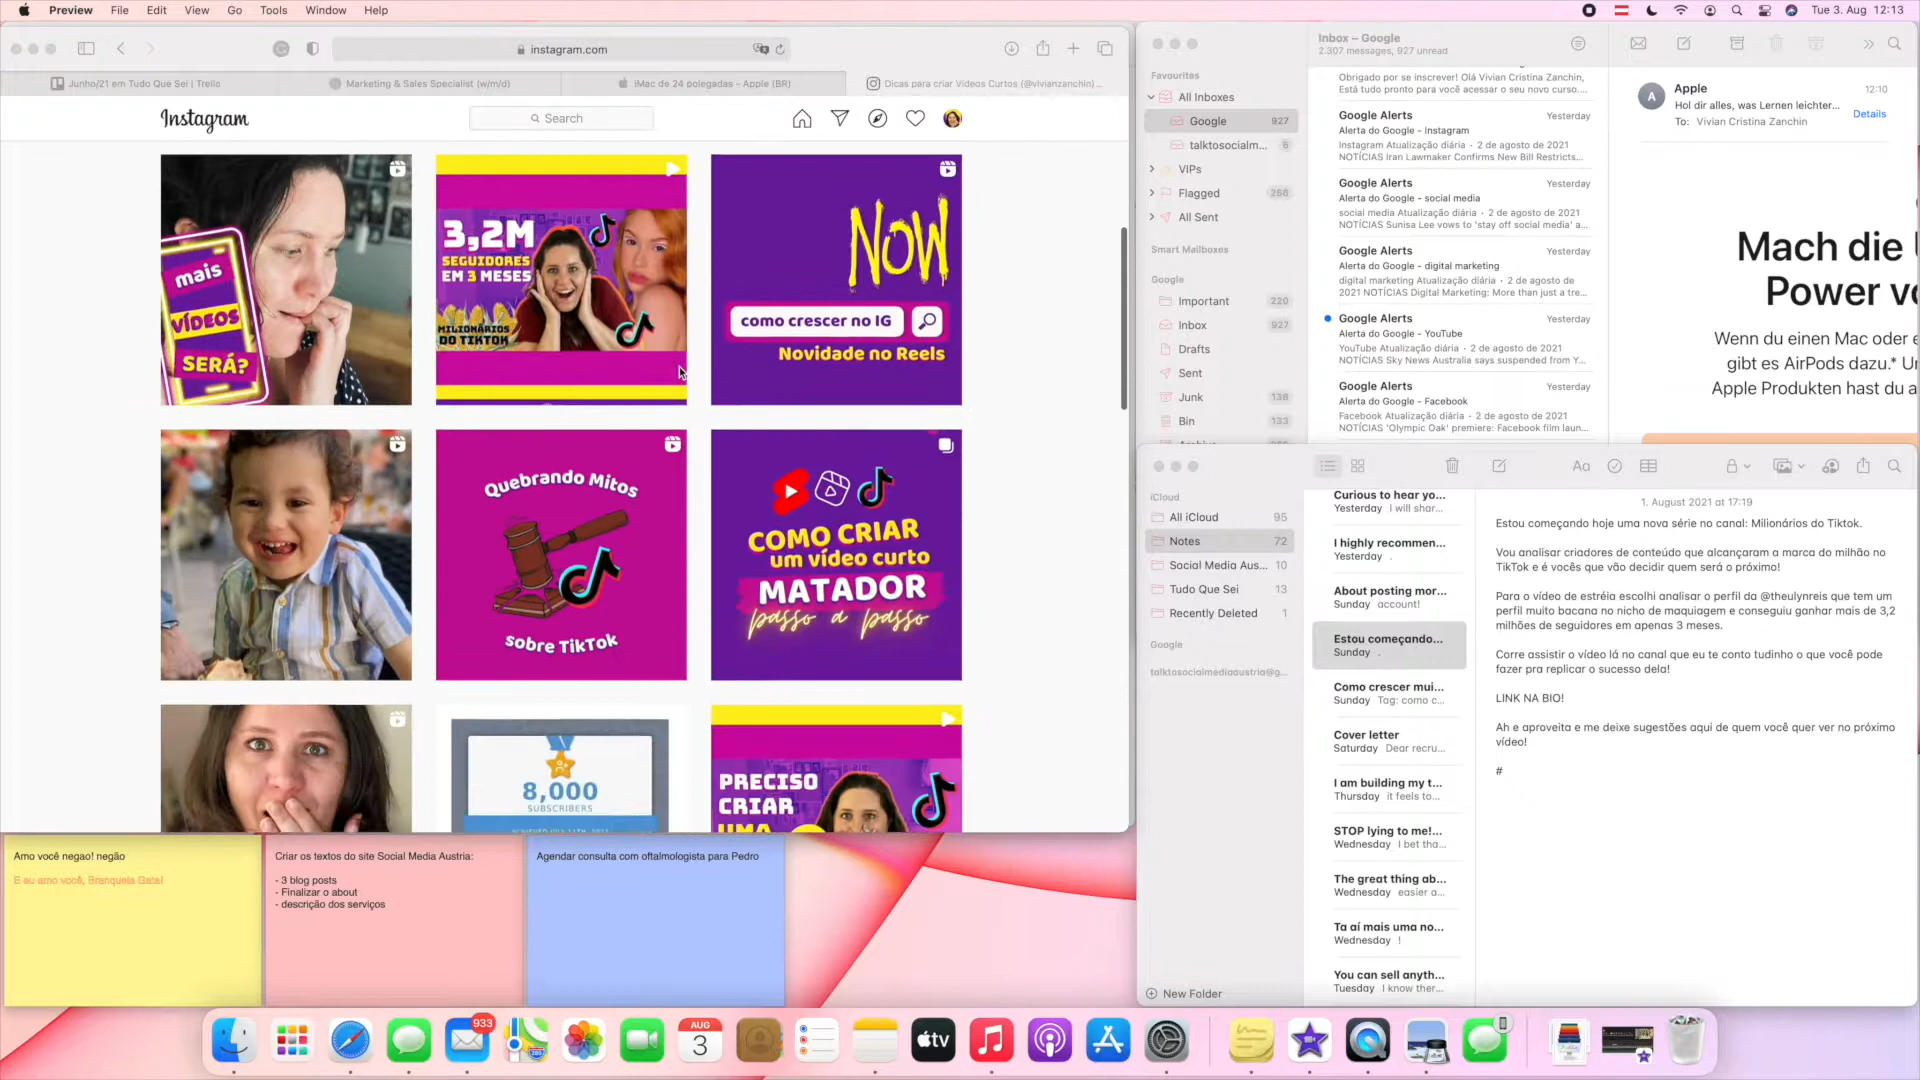 Preview File Edit View Go Tools Window Help
Tue 3. Aug 12:13
instagram.com
Junho/21 em Tudo Que Sei | Trello
Marketing & Sales Specialist (w/m/d)
iMac de 24 polegadas – Apple (BR)
Dicas para criar Vídeos Curtos (@vivianzanchin)...
Instagram
Search
mais
VÍDEOS
SERÁ?
3,2M
SEGUIDORES
EM 3 MESES
MILIONÁRIOS
DO TIKTOK
NOW
como crescer no IG
Novidade no Reels
Quebrando Mitos
sobre TikTok
COMO CRIAR
um vídeo curto
MATADOR
passo a passo
8,000
SUBSCRIBERS
PRECISO
CRIAR
UMA
Inbox – Google
2.307 messages, 927 unread
Favourites
All Inboxes
Google 927
talktosocialm... 6
VIPs
Flagged 266
All Sent
Smart Mailboxes
Google
Important 220
Inbox 927
Drafts
Sent
Junk 136
Bin 133
Obrigado por se inscrever! Olá Vivian Cristina Zanchin,
Está tudo pronto para você acessar o seu novo curso....
Google Alerts Yesterday
Alerta do Google - Instagram
Instagram Atualização diária · 2 de agosto de 2021
NOTÍCIAS Iran Lawmaker Confirms New Bill Restricts...
Google Alerts Yesterday
Alerta do Google - social media
social media Atualização diária · 2 de agosto de 2021
NOTÍCIAS Sunisa Lee vows to 'stay off social media' a...
Google Alerts Yesterday
Alerta do Google - digital marketing
digital marketing Atualização diária · 2 de agosto de
2021 NOTÍCIAS Digital Marketing: More than just a tre...
Google Alerts Yesterday
Alerta do Google - YouTube
YouTube Atualização diária · 2 de agosto de 2021
NOTÍCIAS Sky News Australia says suspended from Y...
Google Alerts Yesterday
Alerta do Google - Facebook
Facebook Atualização diária · 2 de agosto de 2021
NOTÍCIAS 'Olympic Oak' premiere: Facebook film laun...
A
Apple 12:10
Hol dir alles, was Lernen leichter...
To: Vivian Cristina Zanchin
Details
Mach die
Power vo
Wenn du einen Mac oder e
gibt es AirPods dazu.* Un
Apple Produkten hast du a
iCloud
All iCloud 95
Notes 72
Social Media Aus... 10
Tudo Que Sei 13
Recently Deleted 1
Google
talktosocialmediaaustria@g...
New Folder
Curious to hear yo...
Yesterday I will shar...
I highly recommen...
Yesterday .
About posting mor...
Sunday account!
Estou começando...
Sunday .
Como crescer mui...
Sunday Tag: como c...
Cover letter
Saturday Dear recru...
I am building my t...
Thursday it feels to...
STOP lying to me!...
Wednesday I bet tha...
The great thing ab...
Wednesday easier a...
Ta aí mais uma no...
Wednesday !
You can sell anyth...
Tuesday I know ther...
Aa
1. August 2021 at 17:19
Estou começando hoje uma nova série no canal: Milionários do Tiktok.
Vou analisar criadores de conteúdo que alcançaram a marca do milhão no
TikTok e é vocês que vão decidir quem será o próximo!
Para o vídeo de estréia escolhi analisar o perfil da @theulynreis que tem um
perfil muito bacana no nicho de maquiagem e conseguiu ganhar mais de 3,2
milhões de seguidores em apenas 3 meses.
Corre assistir o vídeo lá no canal que eu te conto tudinho o que você pode
fazer pra replicar o sucesso dela!
LINK NA BIO!
Ah e aproveita e me deixe sugestões aqui de quem você quer ver no próximo
vídeo!
#
Amo você negao! negão
E eu amo você, Branquela Gata!
Criar os textos do site Social Media Austria:
- 3 blog posts
- Finalizar o about
- descrição dos serviços
Agendar consulta com oftalmologista para Pedro
933
AUG
3
tv